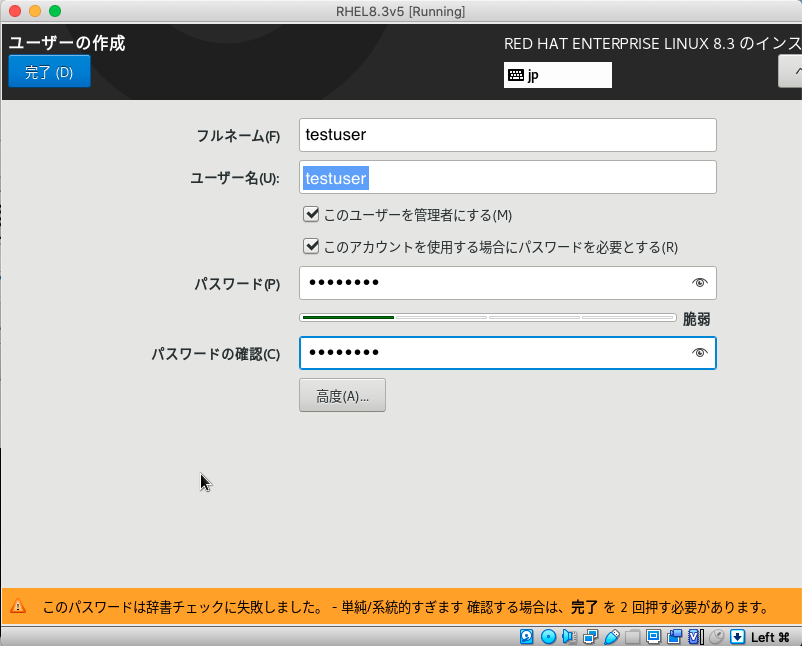 RHEL8.3v5 [Running]
ユーザーの作成
RED HAT ENTERPRISE LINUX 8.3 のインス
完了 (D)
jp
フルネーム(F)
testuser
ユーザー名(U):
testuser
このユーザーを管理者にする(M)
このアカウントを使用する場合にパスワードを必要とする(R)
パスワード(P)
●●●●●●●●
脆弱
パスワードの確認(C)
●●●●●●●●
高度(A)...
このパスワードは辞書チェックに失敗しました。 - 単純/系統的すぎます 確認する場合は、完了 を 2 回押す必要があります。
Left ⌘